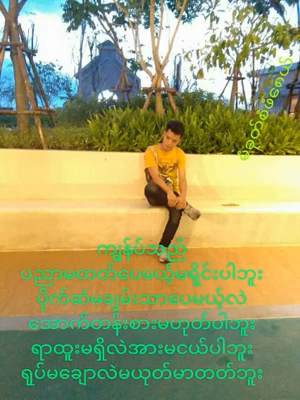 ကျွန်ုပ်သည်
ပညာမတတ်ပေမယ့်မရိုင်းပါဘူး
ပိုက်ဆံမချမ်းသာပေမယ့်လဲ
အောက်တန်းစားမဟုတ်ပါဘူး
ရာထူးမရှိလဲအားမငယ်ပါဘူး
ရုပ်မချောလဲမယုတ်မာတတ်ဘူး